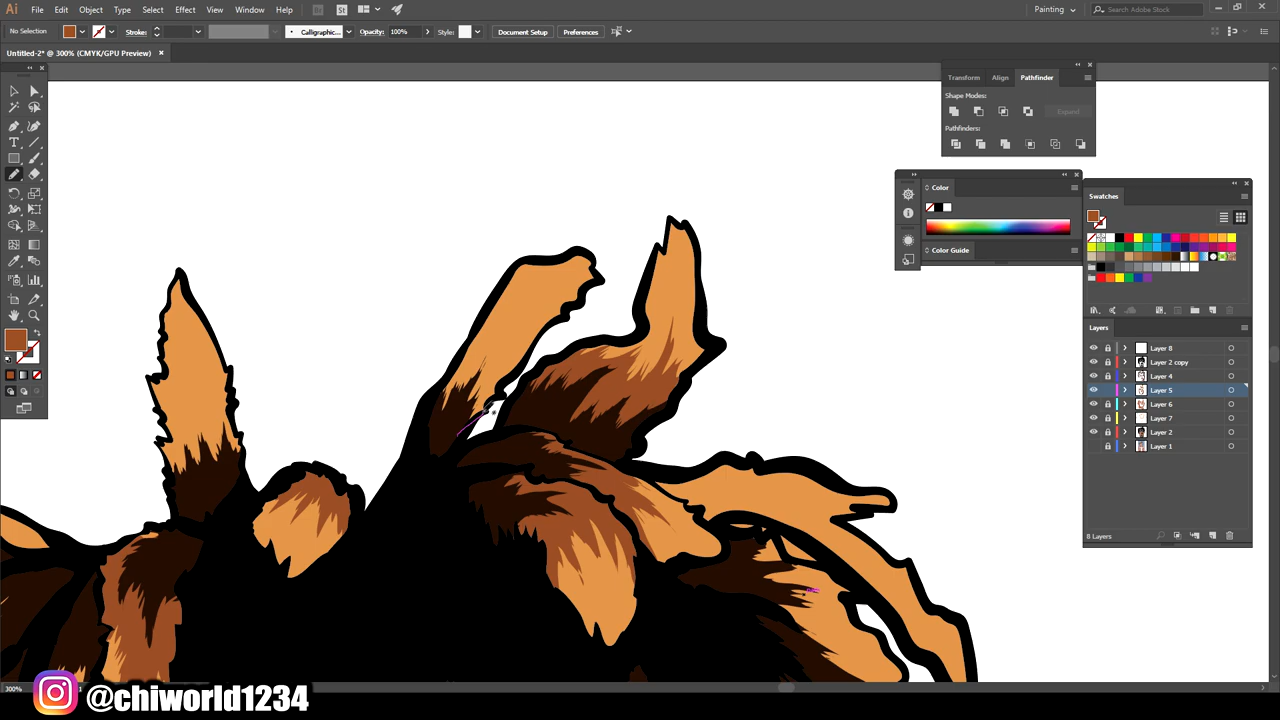 Ai File Edit Object Type Select Effect View Window Help Br St Painting Search Adobe Stock
No Selection Stroke: Calligraphic... Opacity: 100% Style: Document Setup Preferences
Untitled-2* @ 300% (CMYK/GPU Preview)
Transform Align Pathfinder
Shape Modes:
Expand
Pathfinders:
Color
Color Guide
Swatches
Layers
Layer 8
Layer 2 copy
Layer 4
Layer 5
Layer 6
Layer 7
Layer 2
Layer 1
8 Layers
300%
@chiworld1234